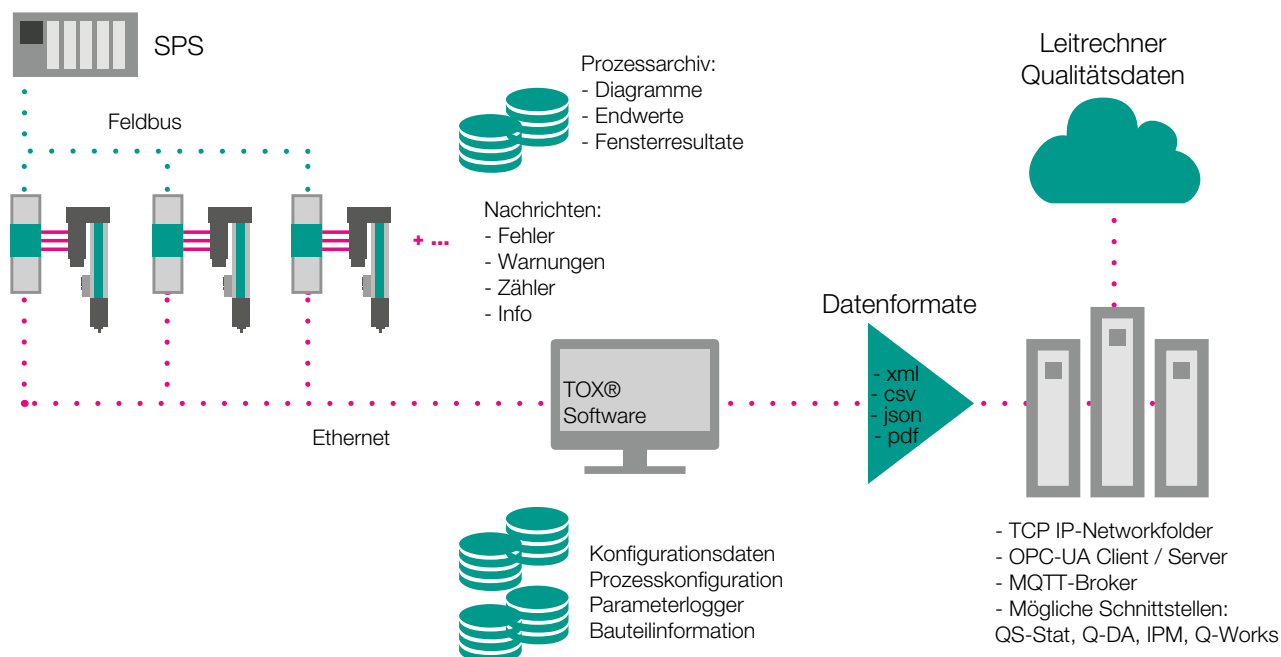 SPS
Feldbus
Prozessarchiv:
- Diagramme
- Endwerte
- Fensterresultate
Leitrechner
Qualitätsdaten
+ ...
Nachrichten:
- Fehler
- Warnungen
- Zähler
- Info
Ethernet
TOX®
Software
Datenformate
- xml
- csv
- json
- pdf
Konfigurationsdaten
Prozesskonfiguration
Parameterlogger
Bauteilinformation
- TCP IP-Networkfolder
- OPC-UA Client / Server
- MQTT-Broker
- Mögliche Schnittstellen:
QS-Stat, Q-DA, IPM, Q-Works